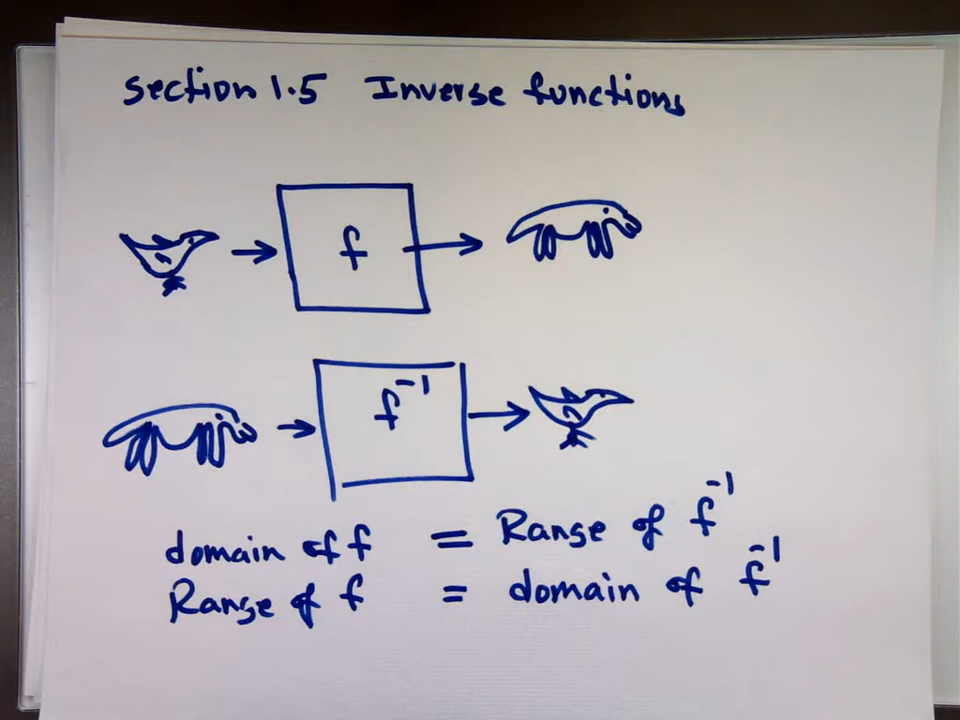 section 1.5 Inverse functions
f
f⁻¹
domain of f = Range of f⁻¹
Range of f = domain of f⁻¹